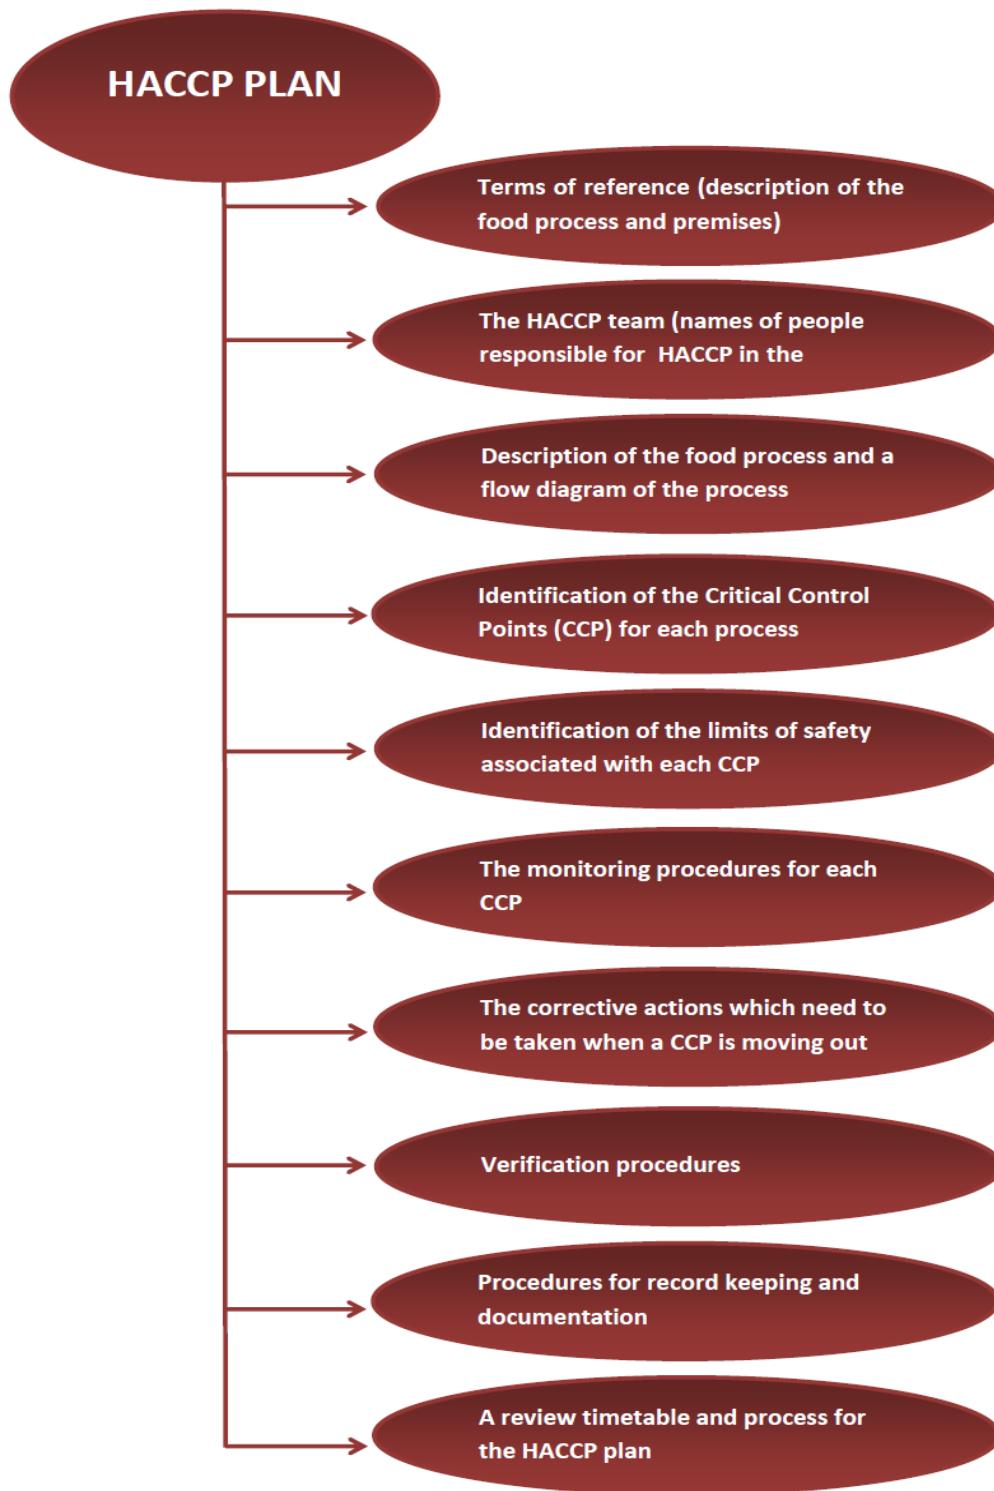 HACCP PLAN
Terms of reference (description of the
food process and premises)
The HACCP team (names of people
responsible for HACCP in the
Description of the food process and a
flow diagram of the process
Identification of the Critical Control
Points (CCP) for each process
Identification of the limits of safety
associated with each CCP
The monitoring procedures for each
CCP
The corrective actions which need to
be taken when a CCP is moving out
Verification procedures
Procedures for record keeping and
documentation
A review timetable and process for
the HACCP plan